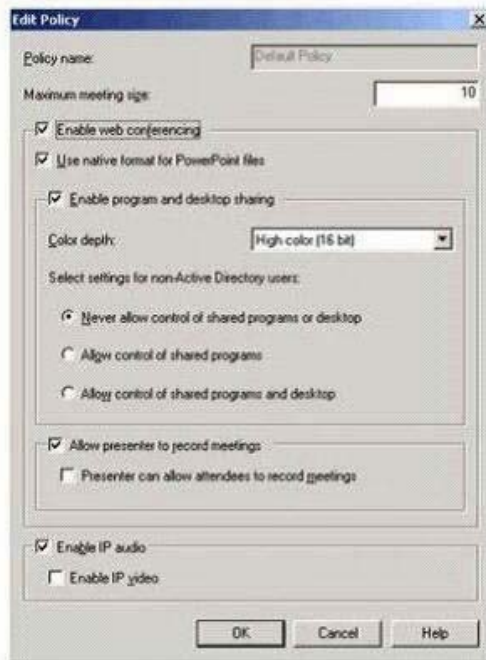 Edit Policy
Policy name: Default Policy
Maximum meeting size: 10
Enable web conferencing
Use native format for PowerPoint files
Enable program and desktop sharing
Color depth: High color (16 bit)
Select settings for non-Active Directory users:
Never allow control of shared programs or desktop
Allow control of shared programs
Allow control of shared programs and desktop
Allow presenter to record meetings
Presenter can allow attendees to record meetings
Enable IP audio
Enable IP video
OK Cancel Help